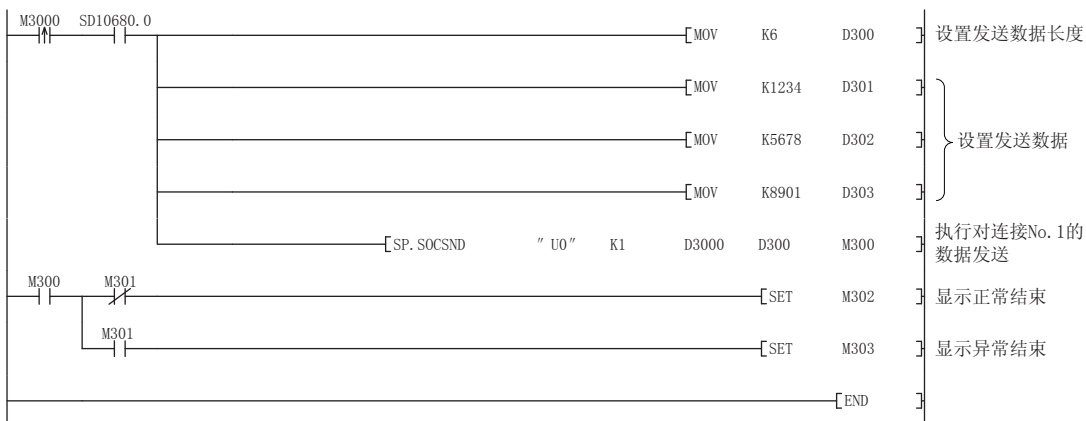 M3000 SD10680.0
MOV K6 D300 设置发送数据长度
MOV K1234 D301
MOV K5678 D302 设置发送数据
MOV K8901 D303
SP.SOCSND "U0" K1 D3000 D300 M300 执行对连接No.1的
数据发送
M300 M301
SET M302 显示正常结束
M301
SET M303 显示异常结束
END